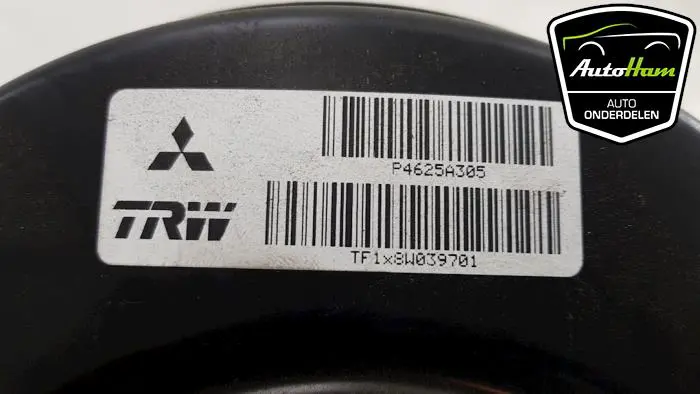 AutoHam
AUTO
ONDERDELEN
P4625A305
TRW
TF1x8W039701